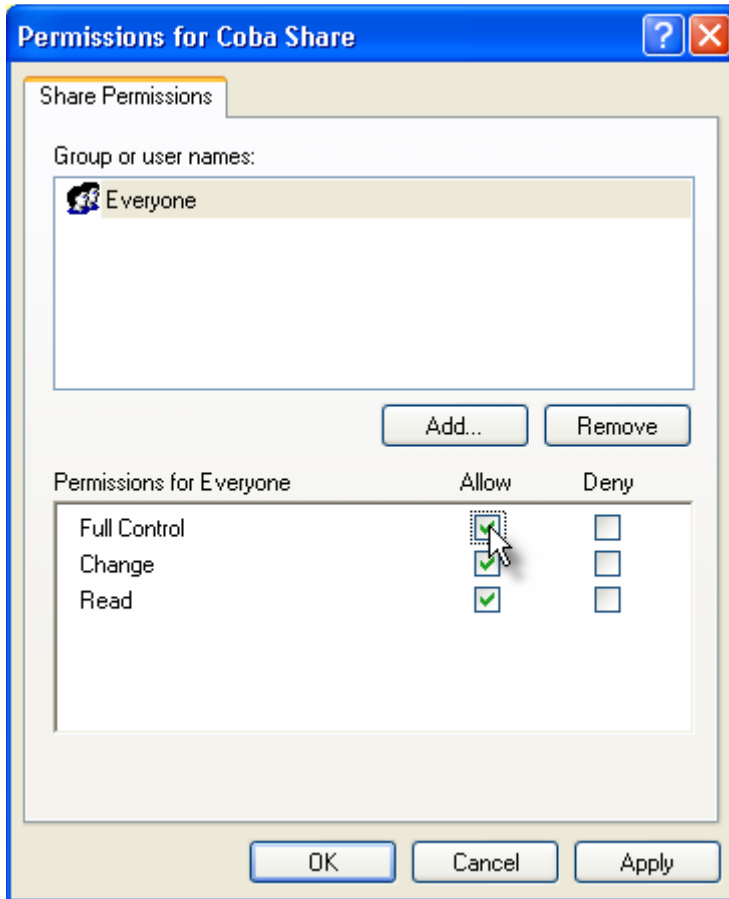 Permissions for Coba Share
Share Permissions
Group or user names:
Everyone
Add... Remove
Permissions for Everyone Allow Deny
Full Control
Change
Read
OK Cancel Apply